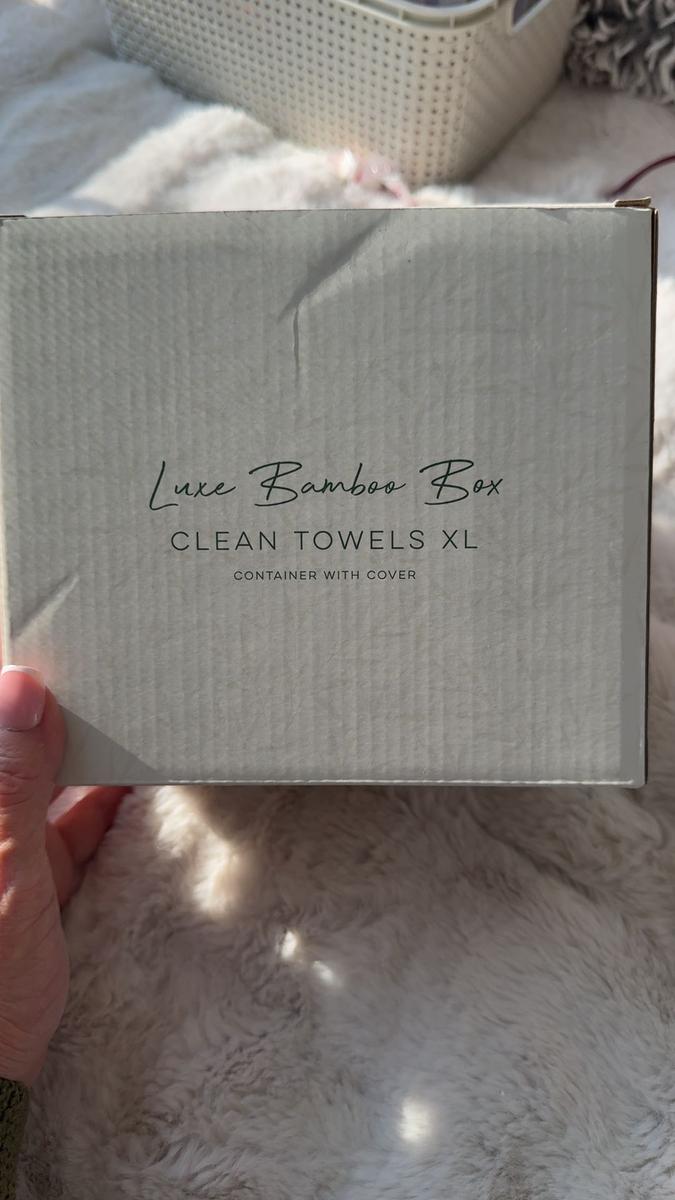 Luxe Bamboo Box
CLEAN TOWELS XL
CONTAINER WITH COVER